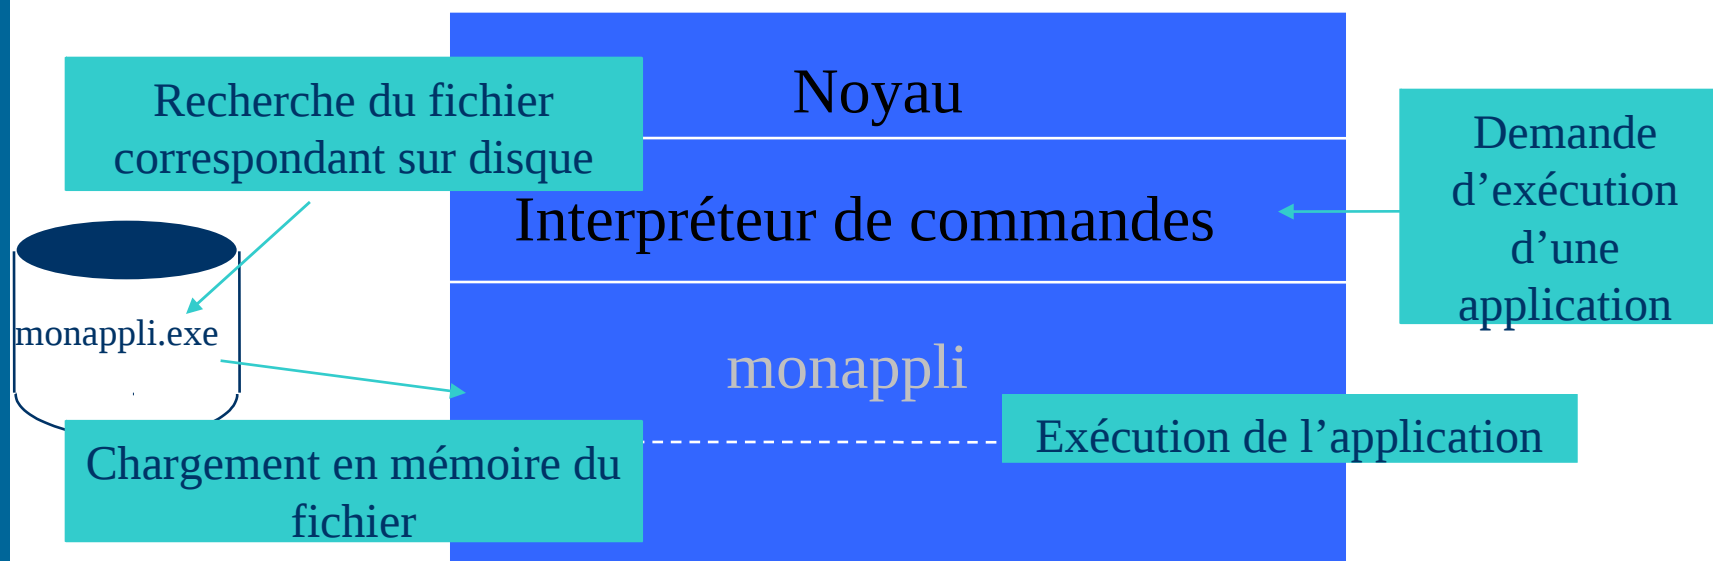 Noyau
Recherche du fichier
correspondant sur disque
Demande
d’exécution
d’une
application
Interpréteur de commandes
monappli.exe
monappli
Exécution de l’application
Chargement en mémoire du
fichier